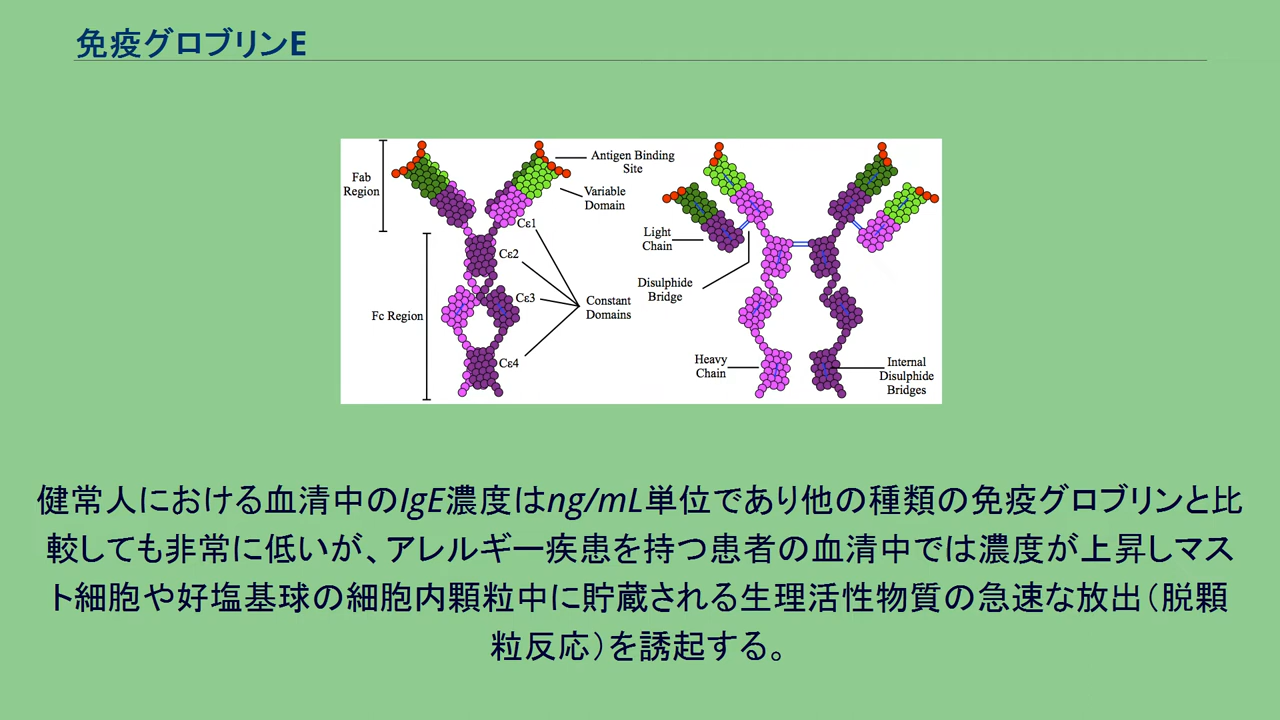 免疫グロブリンE
Fab
Region
Antigen Binding
Site
Variable
Domain
Cε1
Cε2
Cε3
Constant
Domains
Fc Region
Cε4
Light
Chain
Disulphide
Bridge
Heavy
Chain
Internal
Disulphide
Bridges
健常人における血清中のIgE濃度はng/mL単位であり他の種類の免疫グロブリンと比
較しても非常に低いが、アレルギー疾患を持つ患者の血清中では濃度が上昇しマス
ト細胞や好塩基球の細胞内顆粒中に貯蔵される生理活性物質の急速な放出（脱顆
粒反応）を誘起する。